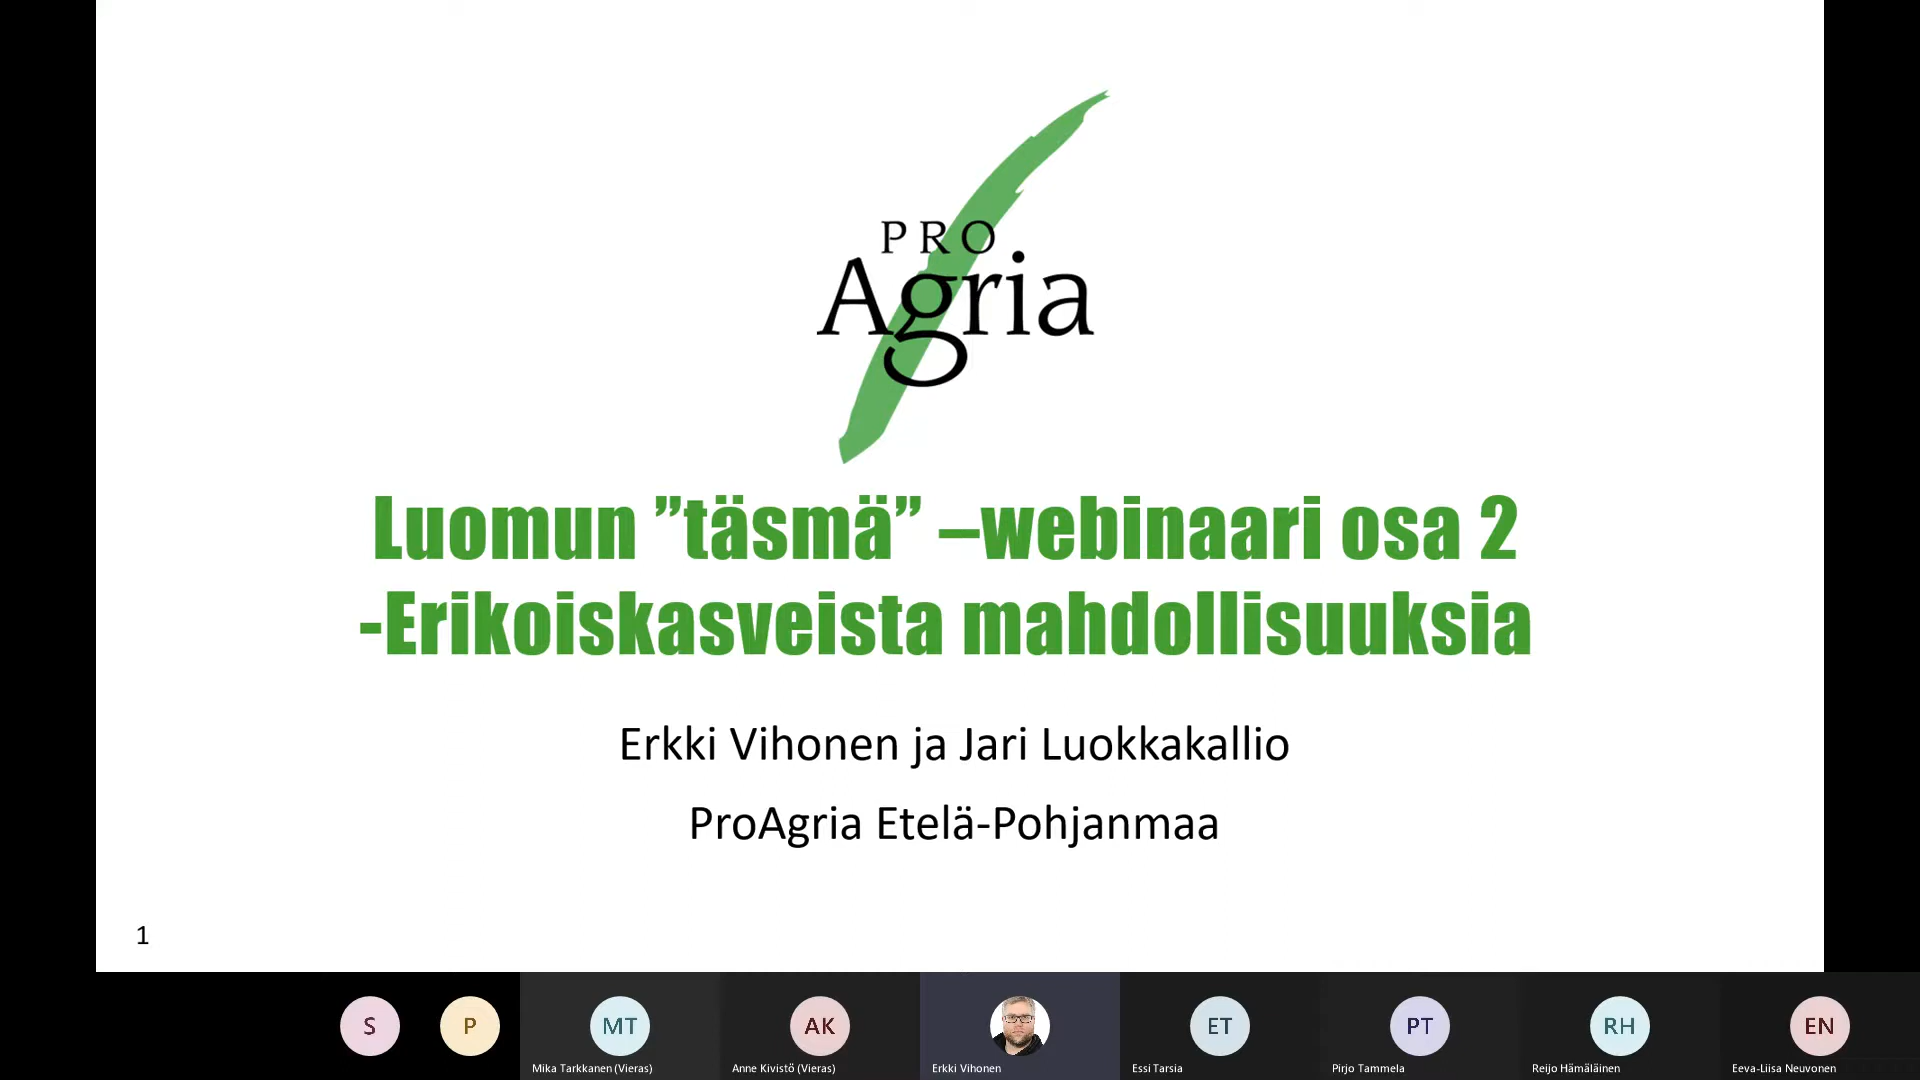 PRO
Agria
Luomun ”täsmä” –webinaari osa 2
-Erikoiskasveista mahdollisuuksia
Erkki Vihonen ja Jari Luokkakallio
ProAgria Etelä-Pohjanmaa
1
S
P
MT
AK
ET
PT
RH
EN
Mika Tarkkanen (Vieras)
Anne Kivistö (Vieras)
Erkki Vihonen
Essi Tarsia
Pirjo Tammela
Reijo Hämäläinen
Eeva-Liisa Neuvonen